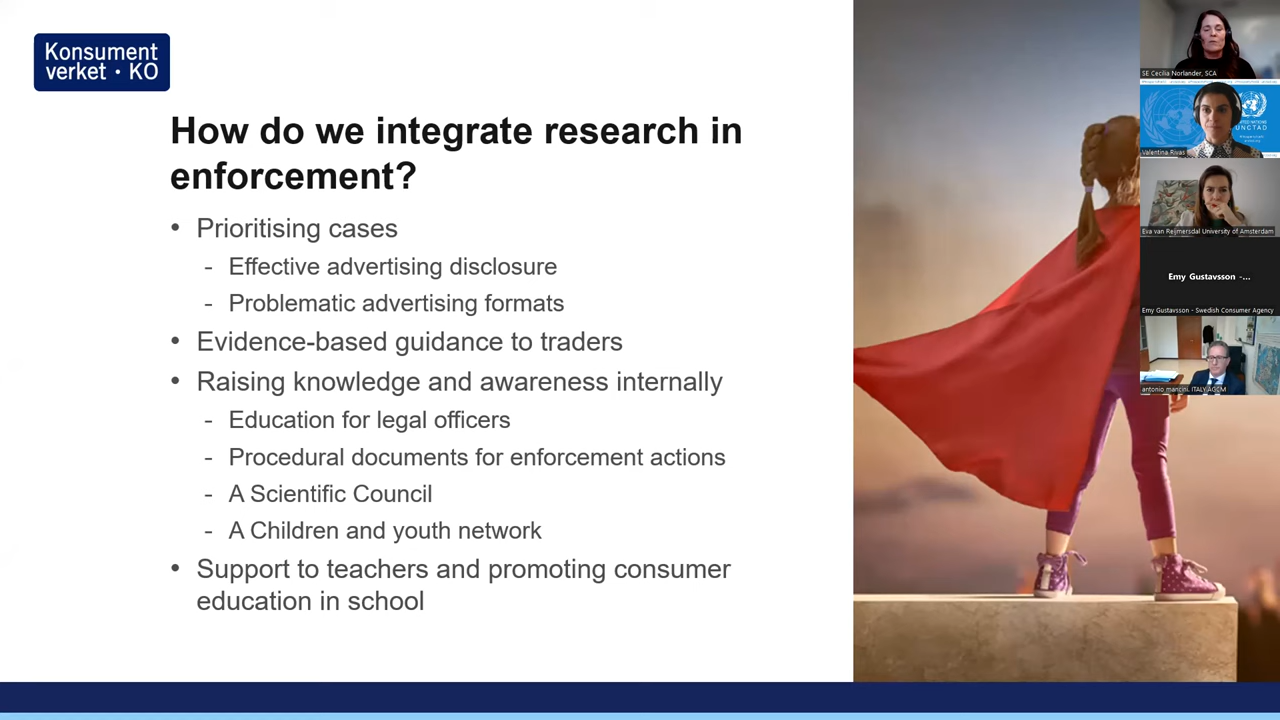 Konsument
verket · KO
How do we integrate research in
enforcement?
• Prioritising cases
- Effective advertising disclosure
- Problematic advertising formats
• Evidence-based guidance to traders
• Raising knowledge and awareness internally
- Education for legal officers
- Procedural documents for enforcement actions
- A Scientific Council
- A Children and youth network
• Support to teachers and promoting consumer
education in school
SE Cecilia Norlander, SCA
UNCTAD
Valentina Rivas
Eva van Reijmersdal University of Amsterdam
Emy Gustavsson -...
Emy Gustavsson - Swedish Consumer Agency
antonio mancini. ITALY AGCM